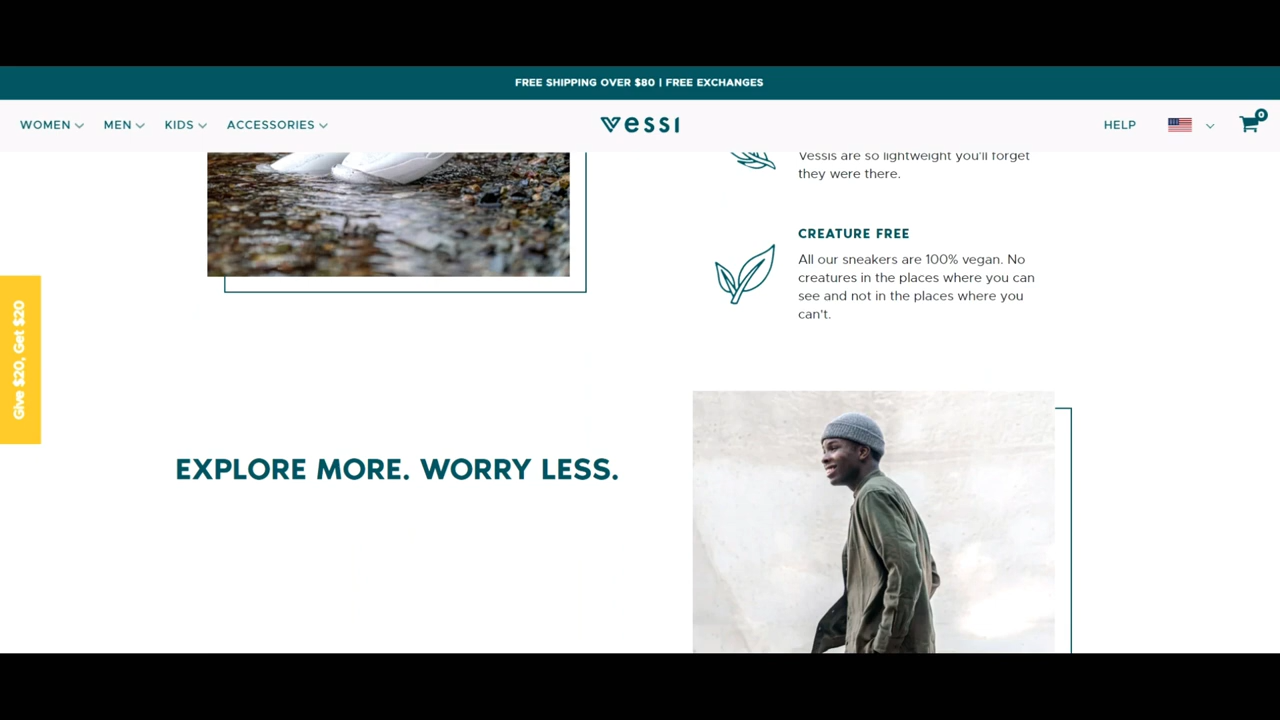 FREE SHIPPING OVER $80 | FREE EXCHANGES
WOMEN MEN KIDS ACCESSORIES vessi HELP 0
Vessis are so lightweight you'll forget
they were there.
CREATURE FREE
All our sneakers are 100% vegan. No
creatures in the places where you can
see and not in the places where you
can't.
Give $20, Get $20
EXPLORE MORE. WORRY LESS.